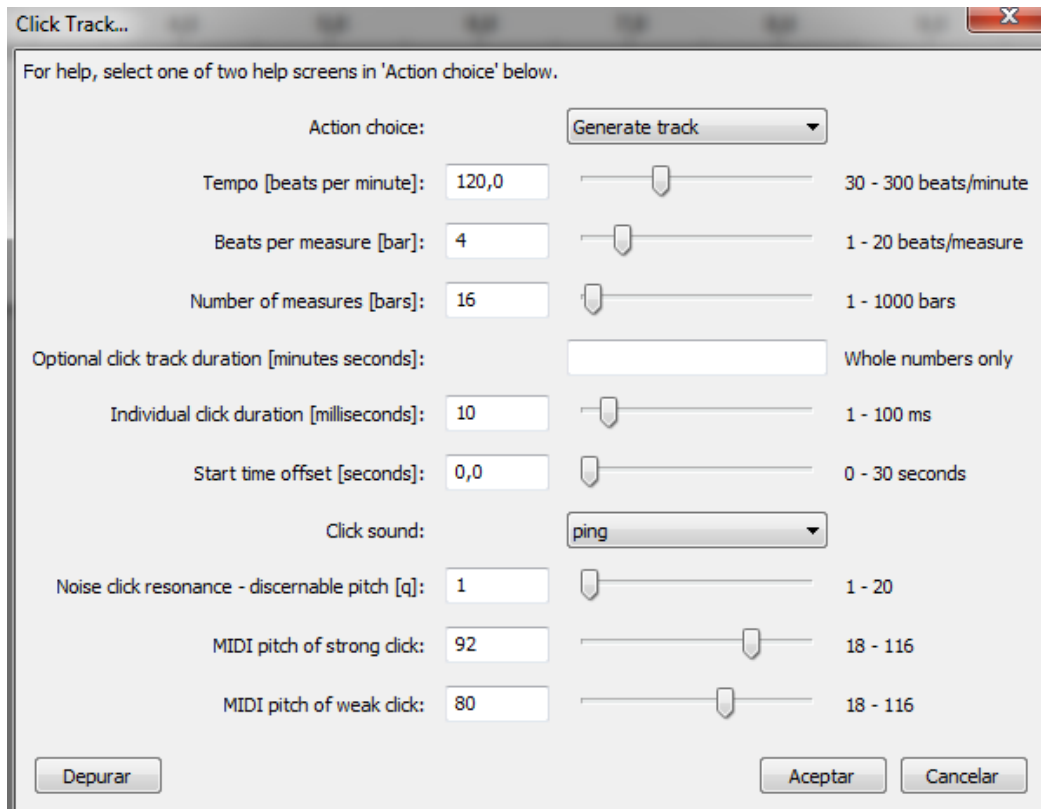 Click Track...
For help, select one of two help screens in 'Action choice' below.
Action choice: Generate track
Tempo [beats per minute]: 120,0 30 - 300 beats/minute
Beats per measure [bar]: 4 1 - 20 beats/measure
Number of measures [bars]: 16 1 - 1000 bars
Optional click track duration [minutes seconds]: Whole numbers only
Individual click duration [milliseconds]: 10 1 - 100 ms
Start time offset [seconds]: 0,0 0 - 30 seconds
Click sound: ping
Noise click resonance - discernable pitch [q]: 1 1 - 20
MIDI pitch of strong click: 92 18 - 116
MIDI pitch of weak click: 80 18 - 116
Depurar Aceptar Cancelar